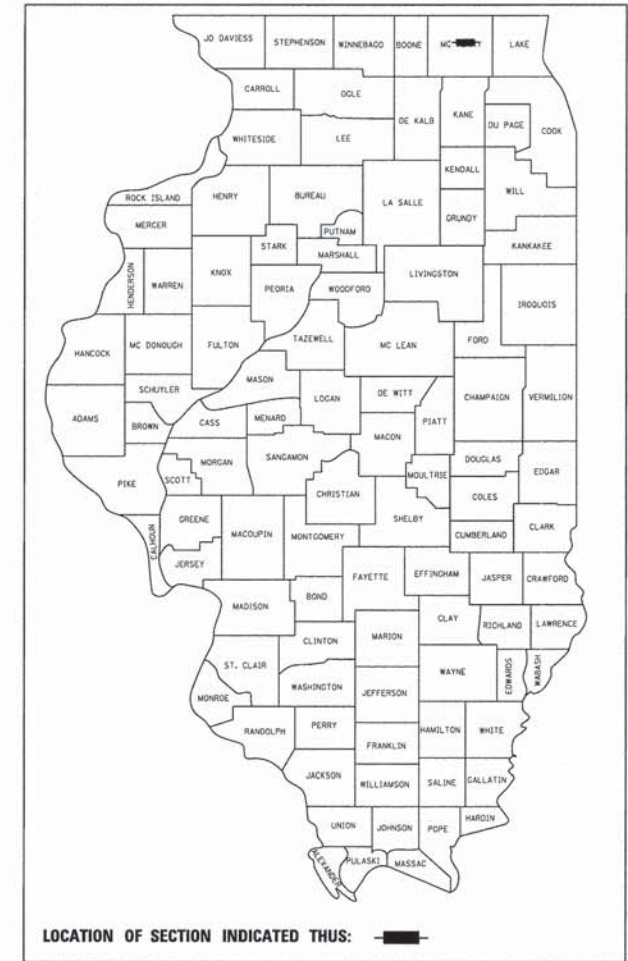 JO DAVIESS
STEPHENSON
WINNEBAGO
BOONE
MC
LAKE
CARROLL
OGLE
DE KALB
KANE
DU PAGE
COOK
WHITESIDE
LEE
KENDALL
WILL
ROCK ISLAND
HENRY
BUREAU
LA SALLE
GRUNDY
MERCER
PUTNAM
KANKAKEE
STARK
MARSHALL
HENDERSON
WARREN
KNOX
PEORIA
WOODFORD
LIVINGSTON
IROQUOIS
HANCOCK
MC DONOUGH
FULTON
TAZEWELL
MC LEAN
FORD
SCHUYLER
MASON
LOGAN
DE WITT
CHAMPAIGN
VERMILION
ADAMS
BROWN
CASS
MENARD
PIATT
MACON
PIKE
SCOTT
MORGAN
SANGAMON
CHRISTIAN
MOULTRIE
DOUGLAS
EDGAR
COLES
CALHOUN
GREENE
MACOUPIN
MONTGOMERY
SHELBY
CUMBERLAND
CLARK
JERSEY
FAYETTE
EFFINGHAM
JASPER
CRAWFORD
MADISON
BOND
CLINTON
MARION
CLAY
RICHLAND
LAWRENCE
ST. CLAIR
WASHINGTON
JEFFERSON
WAYNE
EDWARDS
WABASH
MONROE
RANDOLPH
PERRY
FRANKLIN
HAMILTON
WHITE
JACKSON
WILLIAMSON
SALINE
GALLATIN
UNION
JOHNSON
POPE
HARDIN
ALEXANDER
PULASKI
MASSAC
LOCATION OF SECTION INDICATED THUS: